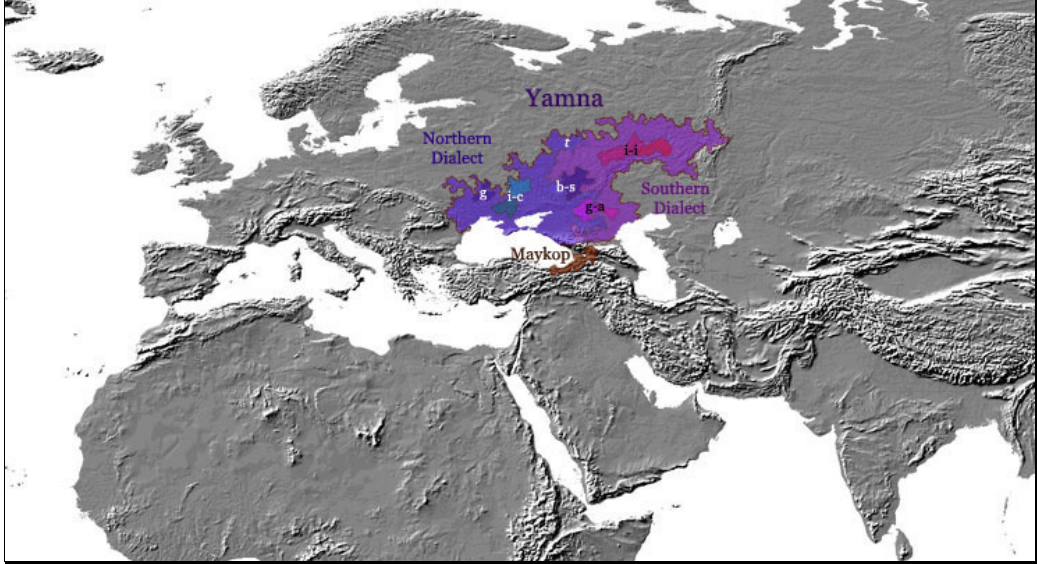 Yamna
Northern
Dialect
t
i-i
g
i-c
b-s
Southern
Dialect
g-a
Maykop